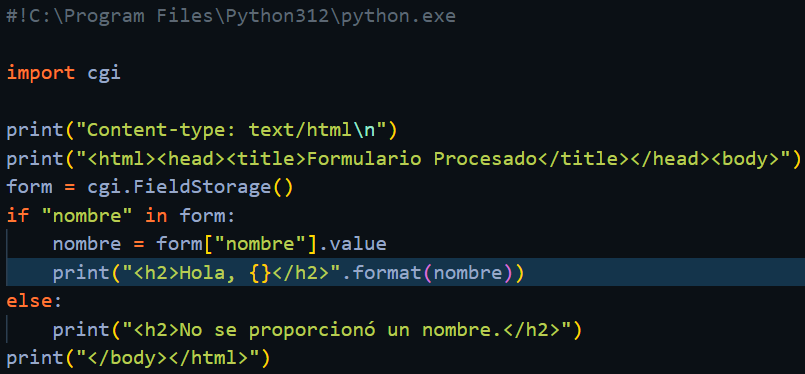 #!C:\Program Files\Python312\python.exe
import cgi
print("Content-type: text/html\n")
print("<html><head><title>Formulario Procesado</title></head><body>")
form = cgi.FieldStorage()
if "nombre" in form:
    nombre = form["nombre"].value
    print("<h2>Hola, {}</h2>".format(nombre))
else:
    print("<h2>No se proporcionó un nombre.</h2>")
print("</body></html>")